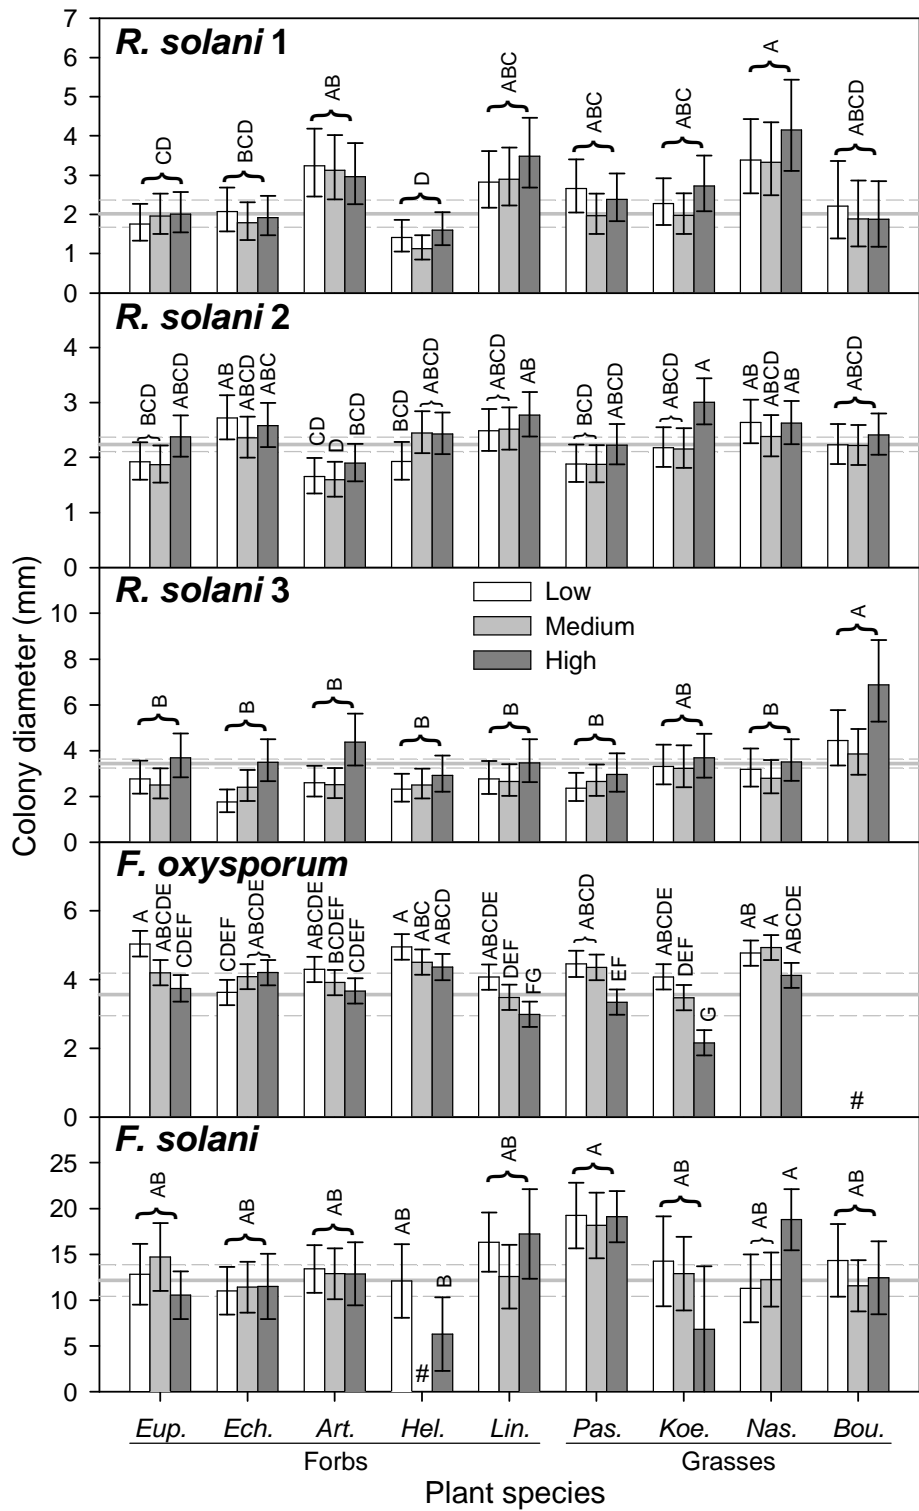 Colony diameter (mm)
R. solani 1
7
6
5
4
3
2
1
0
CD
BCD
AB
D
ABC
ABC
ABC
A
ABCD
R. solani 2
4
3
2
1
0
BCD
ABCD
AB
ABCD
ABC
CD
D
BCD
BCD
ABCD
ABCD
AB
BCD
ABCD
ABCD
A
AB
ABCD
AB
ABCD
R. solani 3
Low
Medium
High
10
8
6
4
2
0
B
B
B
B
B
B
AB
B
A
F. oxysporum
6
4
2
0
A
ABCDE
CDEF
CDEF
ABCDE
ABCDE
BCDEF
CDEF
A
ABC
ABCD
ABCDE
DEF
FG
ABCD
EF
ABCDE
DEF
G
AB
A
ABCDE
#
F. solani
25
20
15
10
5
0
AB
AB
AB
AB
#
B
AB
A
AB
AB
A
AB
Eup. Ech. Art. Hel. Lin. Pas. Koe. Nas. Bou.
Forbs Grasses
Plant species